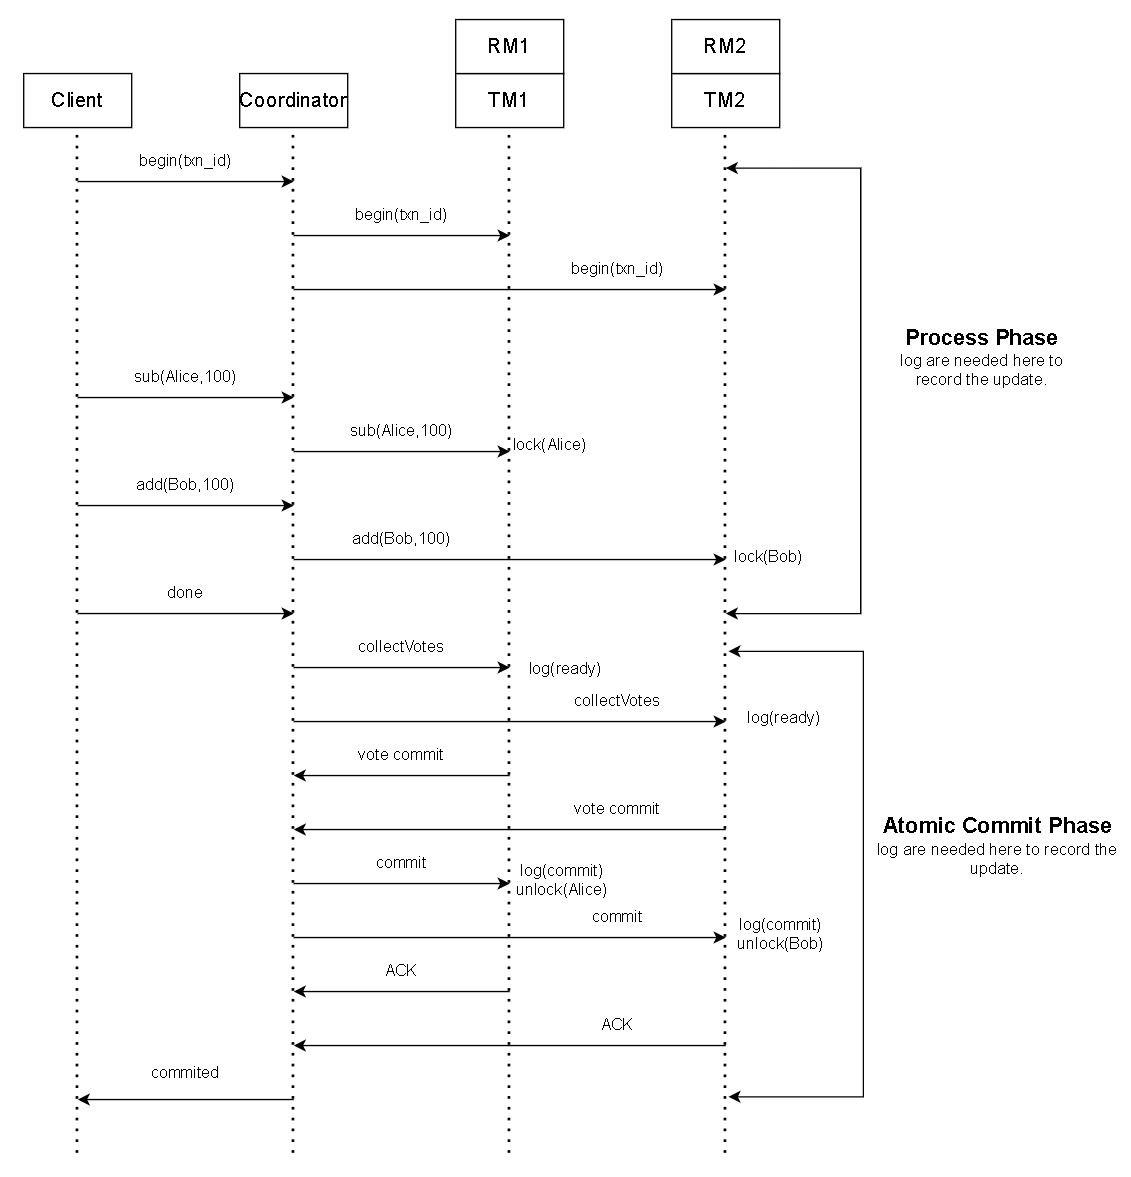 RM1
RM2
Client
Coordinator
TM1
TM2
begin(txn_id)
begin(txn_id)
begin(txn_id)
Process Phase
log are needed here to
record the update.
sub(Alice,100)
sub(Alice,100)
lock(Alice)
add(Bob,100)
add(Bob,100)
lock(Bob)
done
collectVotes
log(ready)
collectVotes
log(ready)
vote commit
vote commit
Atomic Commit Phase
log are needed here to record the
update.
commit
log(commit)
unlock(Alice)
commit
log(commit)
unlock(Bob)
ACK
ACK
commited